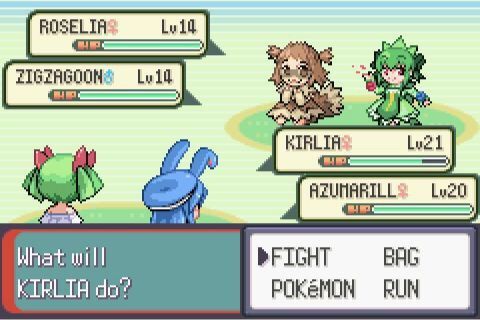 ROSELIA♀ Lv14
ZIGZAGOON♂ Lv14
KIRLIA♀ Lv21
AZUMARILL♀ Lv20
What will
KIRLIA do?
▶FIGHT BAG
POKéMON RUN